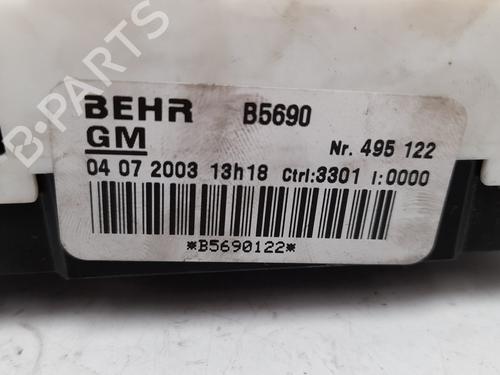 B-PARTS
BEHR B5690
GM Nr. 495 122
04 07 2003 13h18 Ctrl:3301 I:0000
*B5690122*